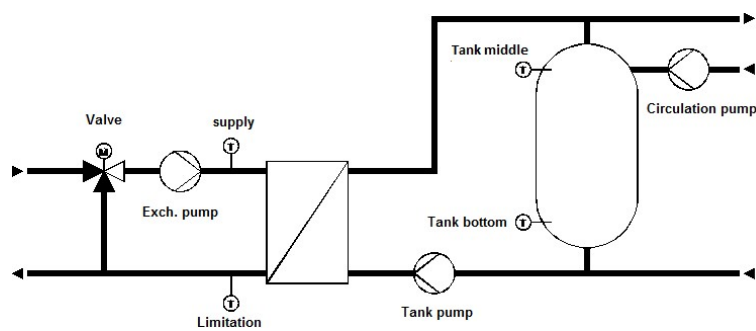 Tank middle
T
Circulation pump
Valve
M
supply
T
Exch. pump
Tank bottom
T
Tank pump
T
Limitation